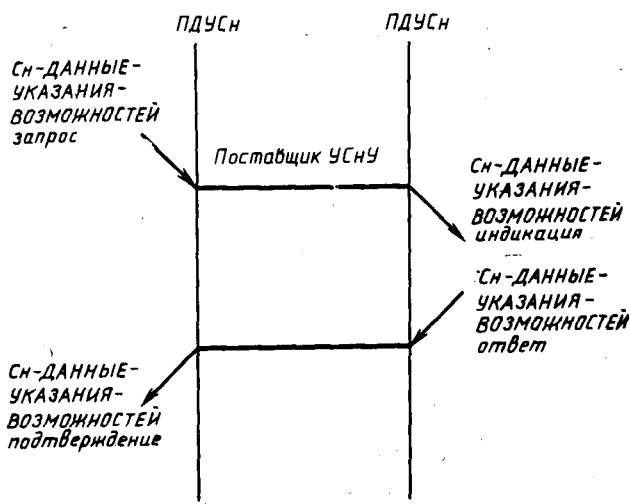 ПДУСн ПДУСн
Сн-ДАННЫЕ-
УКАЗАНИЯ-
ВОЗМОЖНОСТЕЙ
запрос
Поставщик УСнУ
Сн-ДАННЫЕ-
УКАЗАНИЯ-
ВОЗМОЖНОСТЕЙ
индикация
Сн-ДАННЫЕ-
УКАЗАНИЯ-
ВОЗМОЖНОСТЕЙ
ответ
Сн-ДАННЫЕ-
УКАЗАНИЯ-
ВОЗМОЖНОСТЕЙ
подтверждение